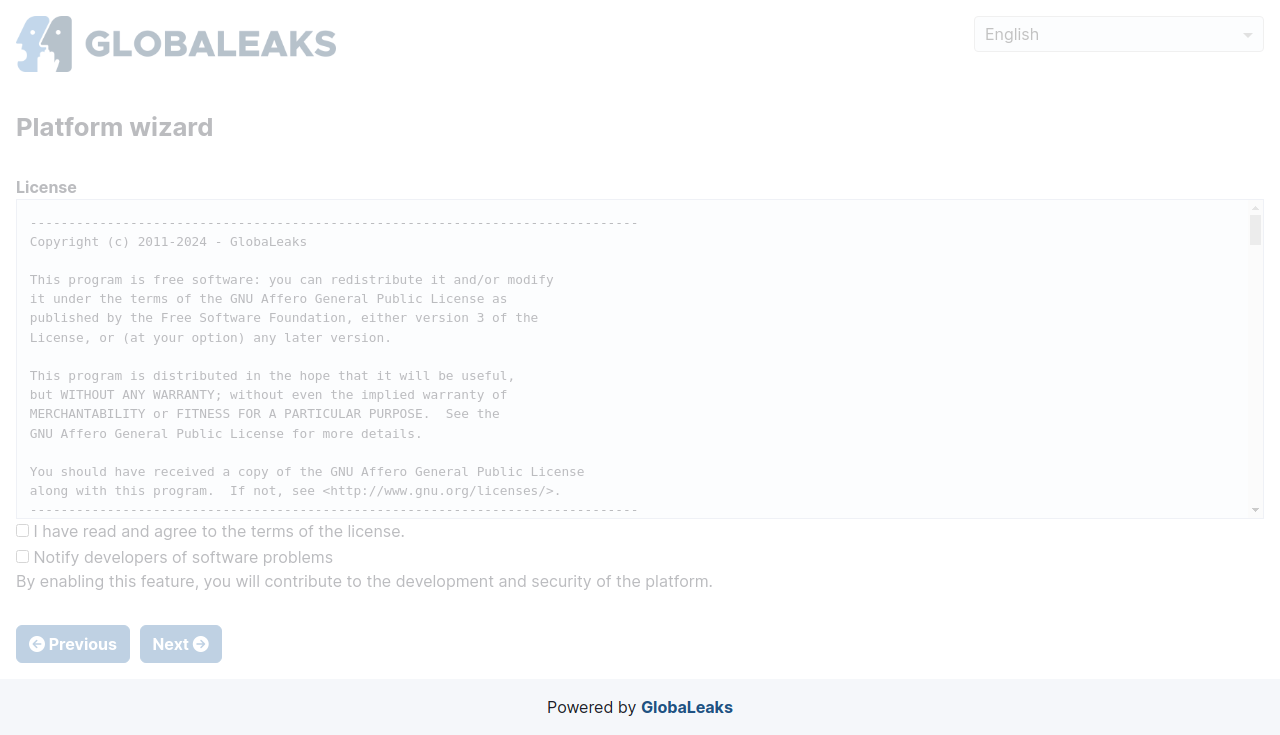 GLOBALEAKS
English
Platform wizard
License
-------------------------------------------------------------------------------
Copyright (c) 2011-2024 - GlobaLeaks
This program is free software: you can redistribute it and/or modify
it under the terms of the GNU Affero General Public License as
published by the Free Software Foundation, either version 3 of the
License, or (at your option) any later version.
This program is distributed in the hope that it will be useful,
but WITHOUT ANY WARRANTY; without even the implied warranty of
MERCHANTABILITY or FITNESS FOR A PARTICULAR PURPOSE.  See the
GNU Affero General Public License for more details.
You should have received a copy of the GNU Affero General Public License
along with this program.  If not, see <http://www.gnu.org/licenses/>.
-------------------------------------------------------------------------------
I have read and agree to the terms of the license.
Notify developers of software problems
By enabling this feature, you will contribute to the development and security of the platform.
Previous Next
Powered by GlobaLeaks